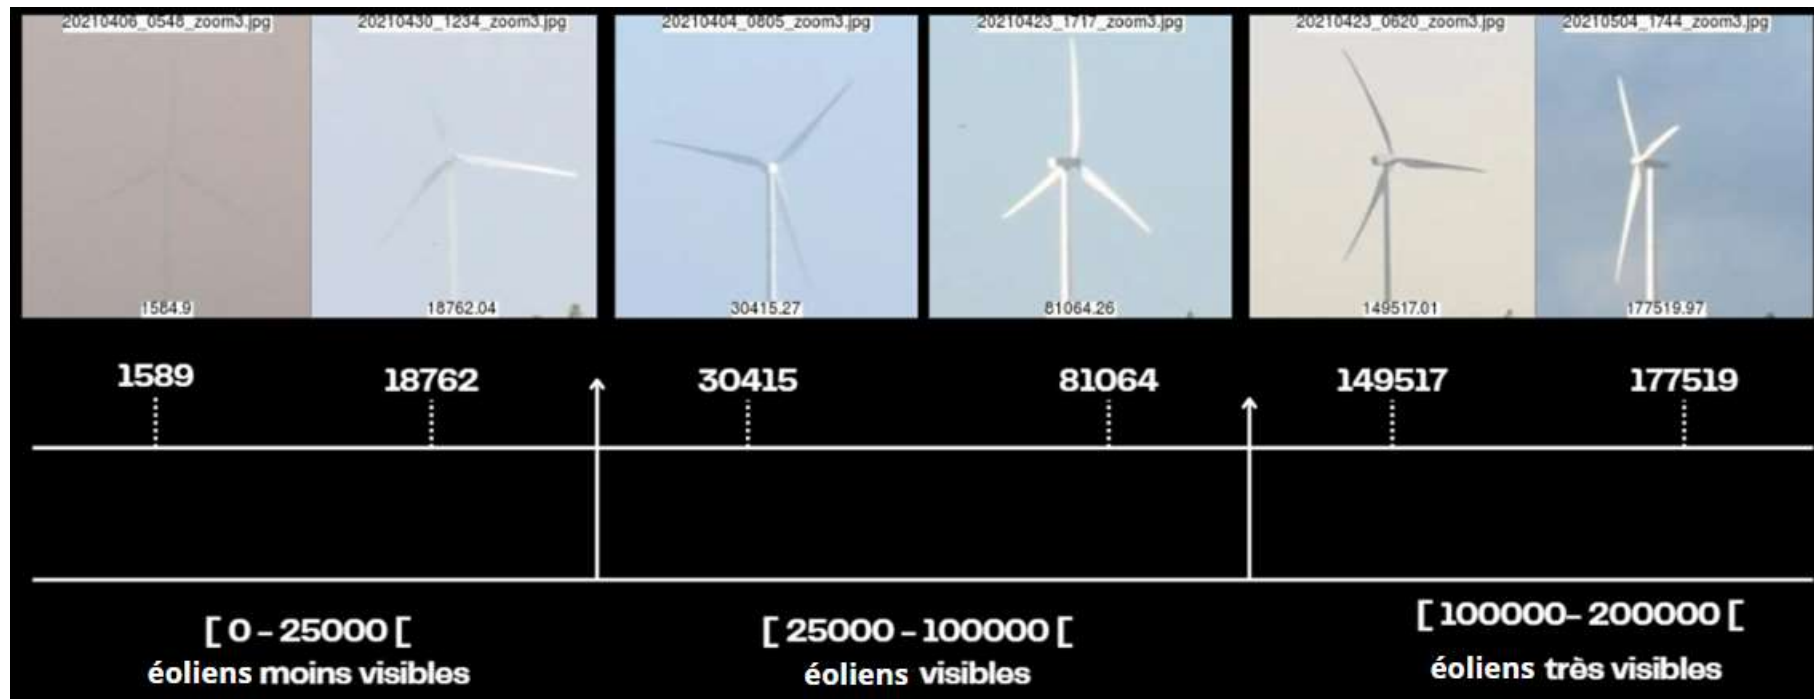 20210406_0548_zoom3.jpg
20210430_1234_zoom3.jpg
20210404_0805_zoom3.jpg
20210423_1717_zoom3.jpg
20210423_0620_zoom3.jpg
20210504_1744_zoom3.jpg
1584.9
18762.04
30415.27
81064.26
149517.01
177519.97
1589
18762
30415
81064
149517
177519
[ 0 - 25000 [
éoliens moins visibles
[ 25000 - 100000 [
éoliens visibles
[ 100000- 200000 [
éoliens très visibles